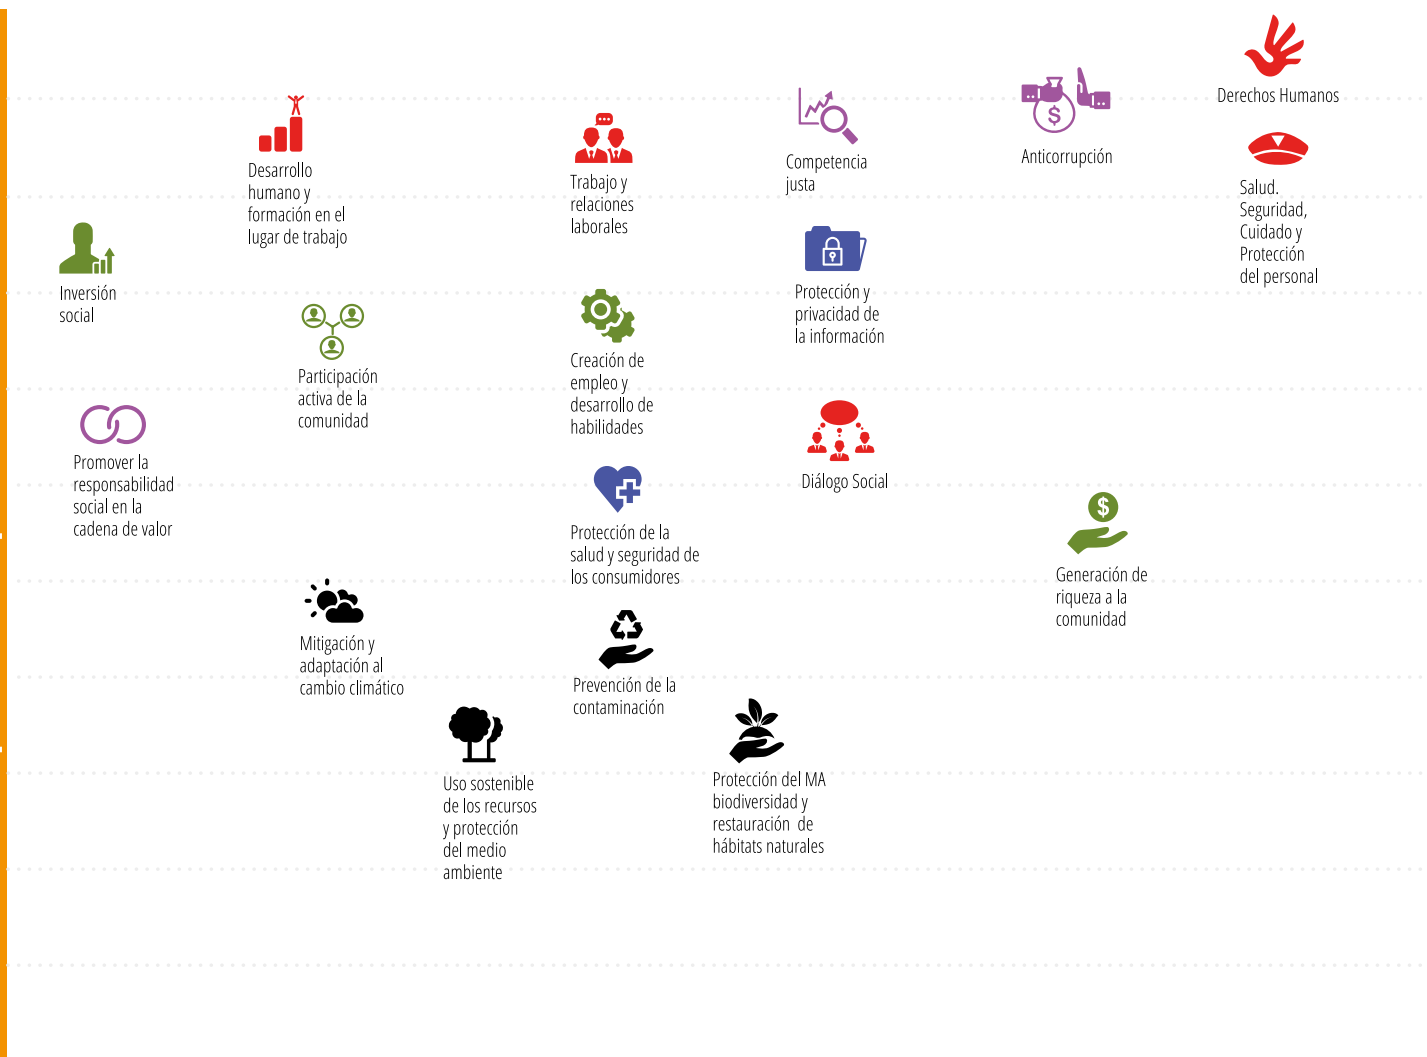 Derechos Humanos
Anticorrupción
Competencia
justa
Desarrollo
humano y
formación en el
lugar de trabajo
Trabajo y
relaciones
laborales
Salud.
Seguridad,
Cuidado y
Protección
del personal
Inversión
social
Protección y
privacidad de
la información
Participación
activa de la
comunidad
Creación de
empleo y
desarrollo de
habilidades
Promover la
responsabilidad
social en la
cadena de valor
Diálogo Social
Protección de la
salud y seguridad de
los consumidores
Generación de
riqueza a la
comunidad
Mitigación y
adaptación al
cambio climático
Prevención de la
contaminación
Uso sostenible
de los recursos
y protección
del medio
ambiente
Protección del MA
biodiversidad y
restauración de
hábitats naturales